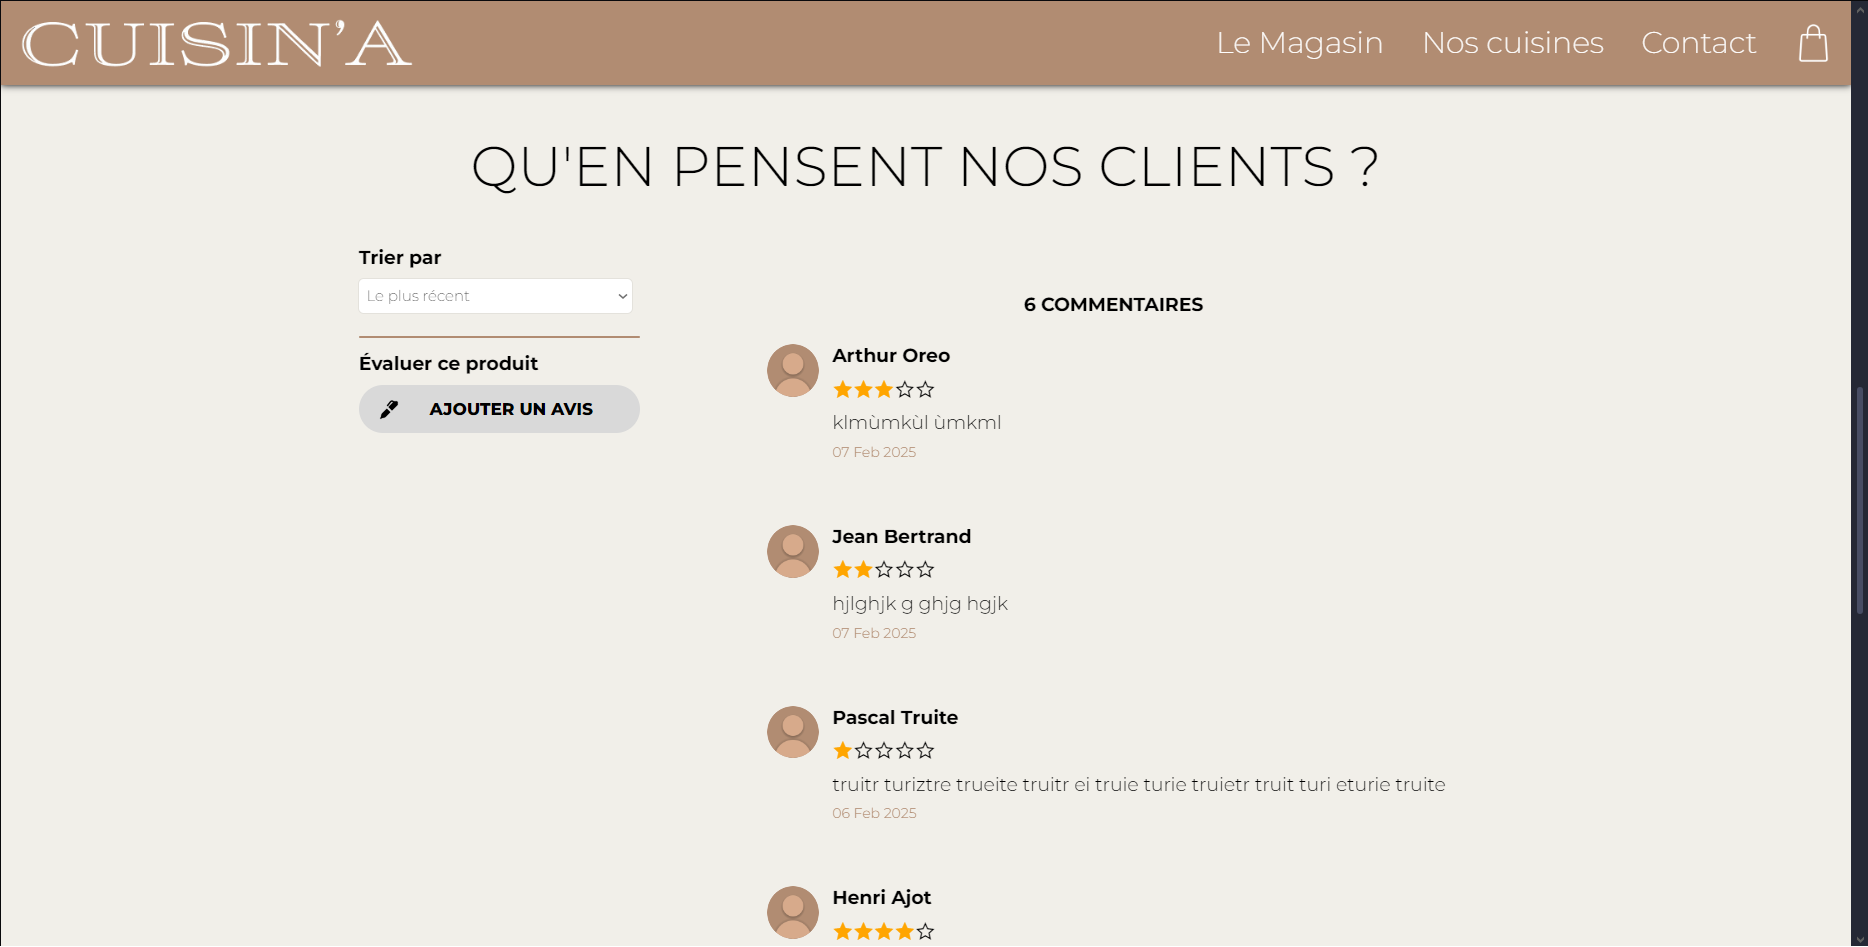 CUISIN'A
Le Magasin Nos cuisines Contact
QU'EN PENSENT NOS CLIENTS ?
Trier par
Le plus récent
Évaluer ce produit
AJOUTER UN AVIS
6 COMMENTAIRES
Arthur Oreo
klmùmkùl ùmkml
07 Feb 2025
Jean Bertrand
hjlghjk g ghjg hgjk
07 Feb 2025
Pascal Truite
truitr turiztre trueite truitr ei truie turie truietr truit turi eturie truite
06 Feb 2025
Henri Ajot